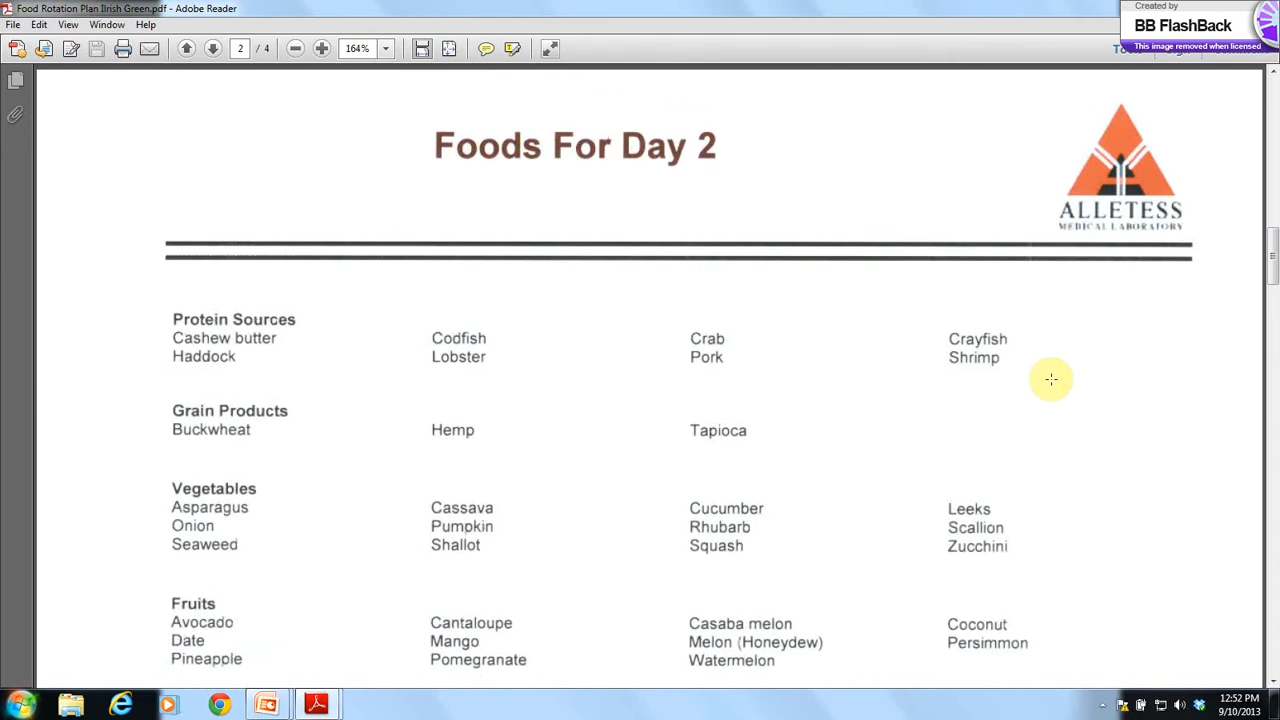 Food Rotation Plan IIrish Green.pdf - Adobe Reader
Created by
BB FlashBack
This image removed when licensed
File Edit View Window Help
2 / 4 164%
Foods For Day 2
ALLETESS
MEDICAL LABORATORY
Protein Sources
Cashew butter Codfish Crab Crayfish
Haddock Lobster Pork Shrimp
Grain Products
Buckwheat Hemp Tapioca
Vegetables
Asparagus Cassava Cucumber Leeks
Onion Pumpkin Rhubarb Scallion
Seaweed Shallot Squash Zucchini
Fruits
Avocado Cantaloupe Casaba melon Coconut
Date Mango Melon (Honeydew) Persimmon
Pineapple Pomegranate Watermelon
12:52 PM
9/10/2013